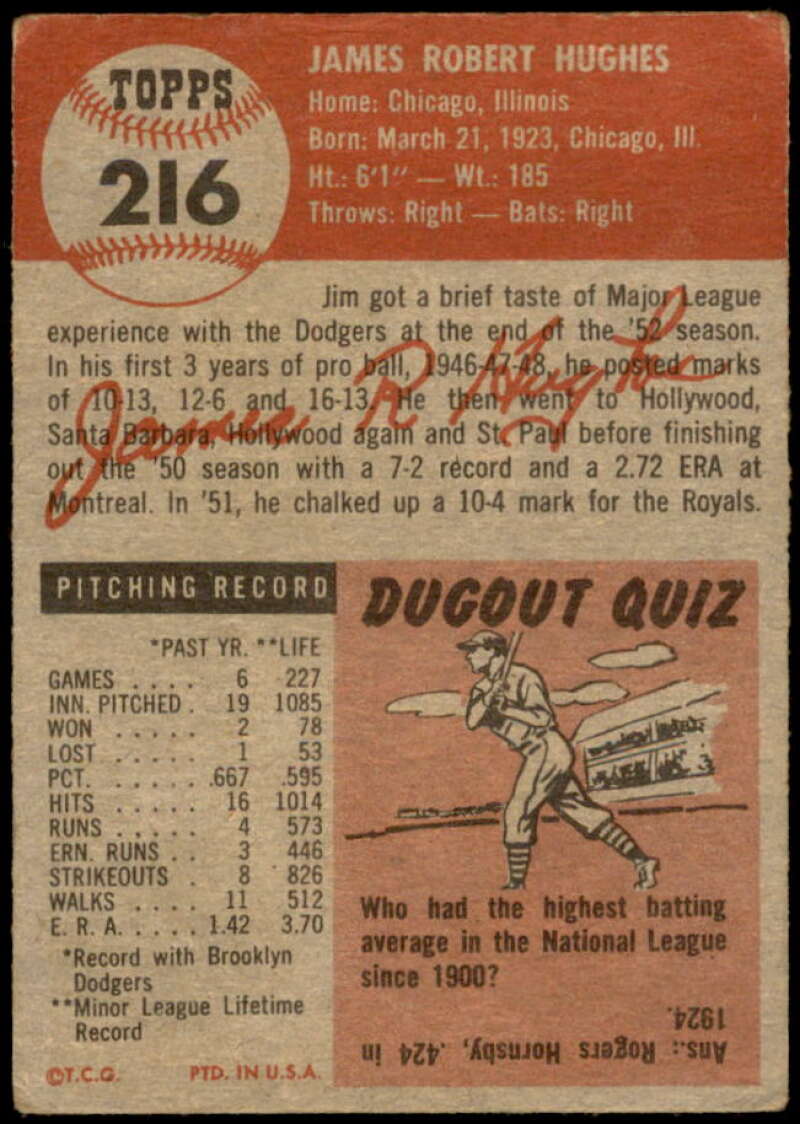 TOPPS
216
JAMES ROBERT HUGHES
Home: Chicago, Illinois
Born: March 21, 1923, Chicago, Ill.
Ht.: 6'1" — Wt.: 185
Throws: Right — Bats: Right
Jim got a brief taste of Major League
experience with the Dodgers at the end of the '52 season.
In his first 3 years of pro ball, 1946-47-48, he posted marks
of 10-13, 12-6 and 16-13. He then went to Hollywood,
Santa Barbara, Hollywood again and St. Paul before finishing
out the '50 season with a 7-2 record and a 2.72 ERA at
Montreal. In '51, he chalked up a 10-4 mark for the Royals.
James R Hughes
PITCHING RECORD
*PAST YR. **LIFE
GAMES . . . . 6 227
INN. PITCHED . 19 1085
WON . . . . . 2 78
LOST . . . . . 1 53
PCT. . . . . . .667 .595
HITS . . . . . 16 1014
RUNS . . . . . 4 573
ERN. RUNS . . 3 446
STRIKEOUTS . 8 826
WALKS . . . . 11 512
E. R. A. . . . . 1.42 3.70
*Record with Brooklyn
Dodgers
**Minor League Lifetime
Record
©T.C.G. PTD. IN U.S.A.
DUGOUT QUIZ
Who had the highest batting
average in the National League
since 1900?
Ans.: Rogers Hornsby, .424 in
1924.